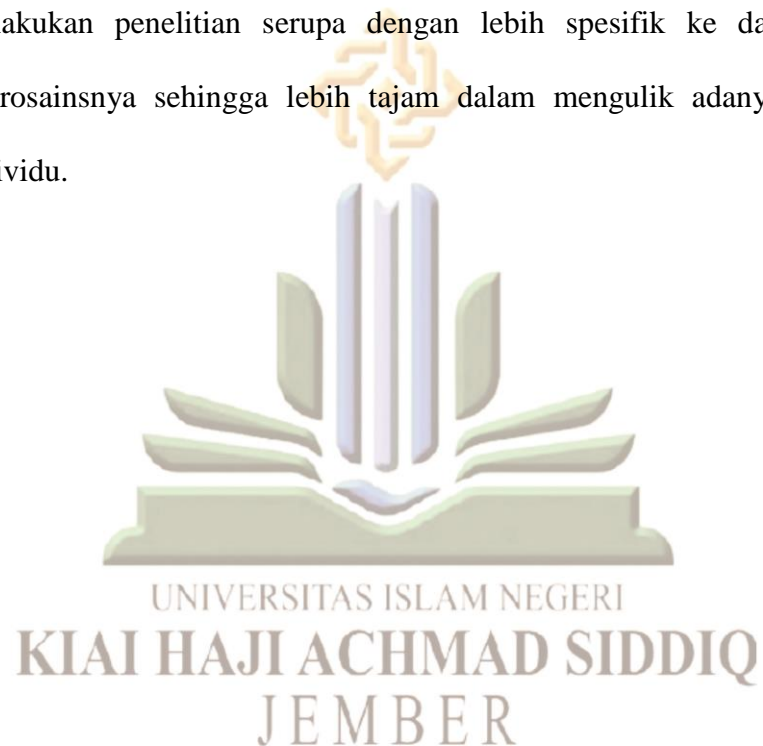 lakukan penelitian serupa dengan lebih spesifik ke da
rosainsnya sehingga lebih tajam dalam mengulik adany
ividu.
UNIVERSITAS ISLAM NEGERI
KIAI HAJI ACHMAD SIDDIQ
JEMBER